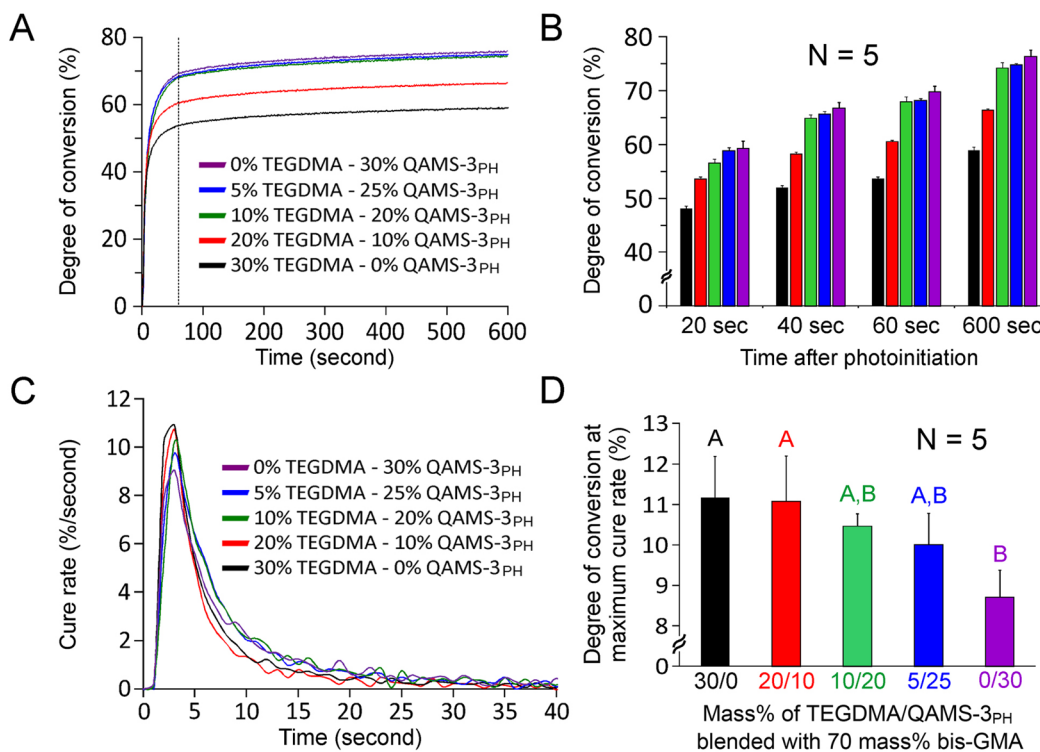 A
Degree of conversion (%)
80
60
40
20
0
0
100
200
300
400
500
600
Time (second)
0% TEGDMA - 30% QAMS-3PH
5% TEGDMA - 25% QAMS-3PH
10% TEGDMA - 20% QAMS-3PH
20% TEGDMA - 10% QAMS-3PH
30% TEGDMA - 0% QAMS-3PH
B
N = 5
Degree of conversion (%)
80
70
60
50
40
0
20 sec
40 sec
60 sec
600 sec
Time after photoinitiation
C
Cure rate (%/second)
12
10
8
6
4
2
0
0
5
10
15
20
25
30
35
40
Time (second)
0% TEGDMA - 30% QAMS-3PH
5% TEGDMA - 25% QAMS-3PH
10% TEGDMA - 20% QAMS-3PH
20% TEGDMA - 10% QAMS-3PH
30% TEGDMA - 0% QAMS-3PH
D
N = 5
Degree of conversion at
maximum cure rate (%)
13
12
11
10
9
8
0
A
A
A,B
A,B
B
30/0
20/10
10/20
5/25
0/30
Mass% of TEGDMA/QAMS-3PH
blended with 70 mass% bis-GMA